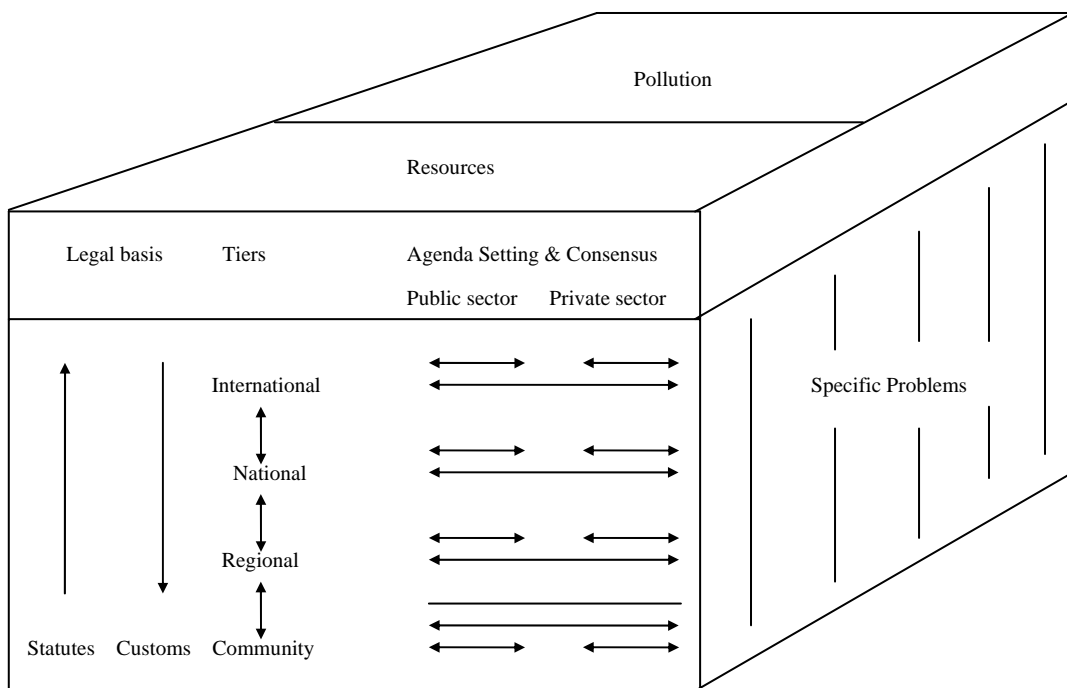 Pollution
Resources
Legal basis Tiers Agenda Setting & Consensus
Public sector Private sector
International
Specific Problems
National
Regional
Statutes Customs Community